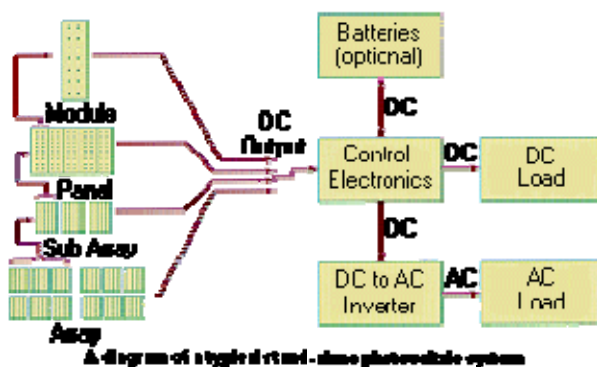 Module
Panel
Sub Array
Array
DC
Output
Batteries
(optional)
DC
Control
Electronics
DC
DC
Load
DC
DC to AC
Inverter
AC
AC
Load
A diagram of a typical stand-alone photovoltaic system